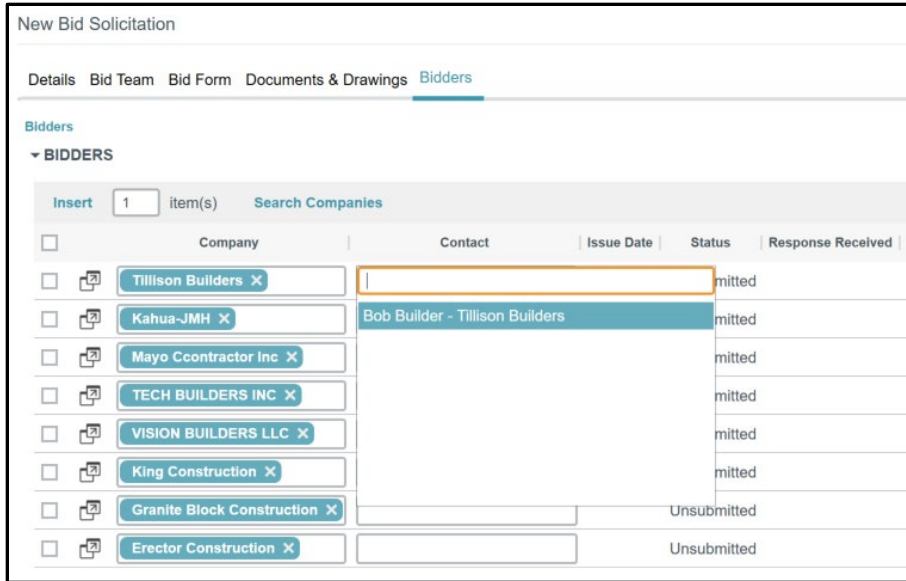 New Bid Solicitation
Details Bid Team Bid Form Documents & Drawings Bidders
Bidders
BIDDERS
Insert 1 item(s) Search Companies
Company Contact Issue Date Status Response Received
Tillison Builders mitted
Kahua-JMH Bob Builder - Tillison Builders mitted
Mayo Ccontractor Inc mitted
TECH BUILDERS INC mitted
VISION BUILDERS LLC mitted
King Construction mitted
Granite Block Construction Unsubmitted
Erector Construction Unsubmitted